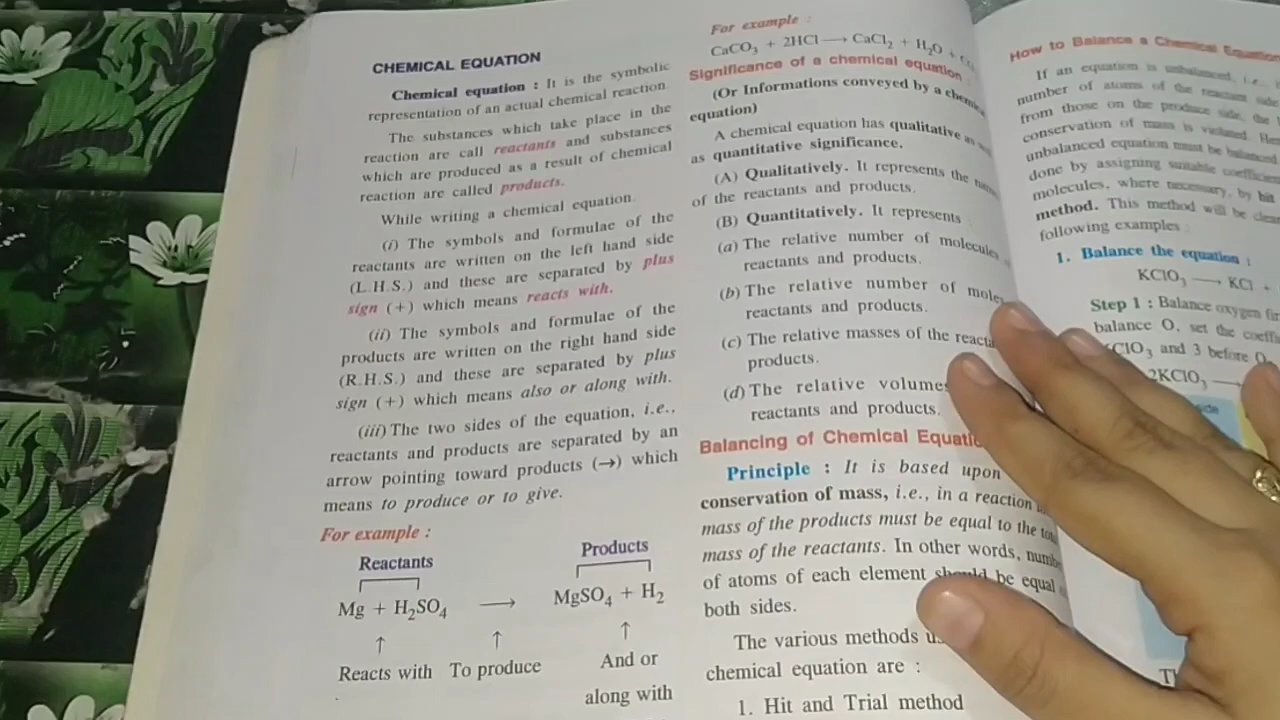 CHEMICAL EQUATION
Chemical equation : It is the symbolic
representation of an actual chemical reaction.
The substances which take place in the
reaction are call reactants and substances
which are produced as a result of chemical
reaction are called products.
While writing a chemical equation.
(i) The symbols and formulae of the
reactants are written on the left hand side
(L.H.S.) and these are separated by plus
sign (+) which means reacts with.
(ii) The symbols and formulae of the
products are written on the right hand side
(R.H.S.) and these are separated by plus
sign (+) which means also or along with.
(iii) The two sides of the equation, i.e.,
reactants and products are separated by an
arrow pointing toward products (→) which
means to produce or to give.
For example :
Reactants Products
Mg + H₂SO₄ ⟶ MgSO₄ + H₂
↑ ↑ ↑
Reacts with To produce And or
along with
For example :
CaCO₃ + 2HCl ⟶ CaCl₂ + H₂O +
Significance of a chemical equation
(Or Informations conveyed by a
equation)
A chemical equation has qualitative as
as quantitative significance.
(A) Qualitatively. It represents the
of the reactants and products.
(B) Quantitatively. It represents
(a) The relative number of molecules
reactants and products.
(b) The relative number of
reactants and products.
(c) The relative masses of the
products.
(d) The relative
reactants and products.
Balancing of Chemical
Principle : It is based upon
conservation of mass, i.e., in a reaction
mass of the products must be equal to the
mass of the reactants. In other words,
of atoms of each element should be equal
both sides.
The various methods
chemical equation are :
1. Hit and Trial method
How to Balance a Chemical Equation
If an equation is unbalanced, i.e.,
number of atoms of the reactant side
from those on the produce side, the
conservation of mass is violated.
unbalanced equation must be balanced
done by assigning suitable
molecules, where necessary, by hit
method. This method will be
following examples :
1. Balance the equation :
KClO₃ ⟶ KCl +
Step 1 : Balance oxygen
balance O, set the
and 3 before
2KClO₃ ⟶